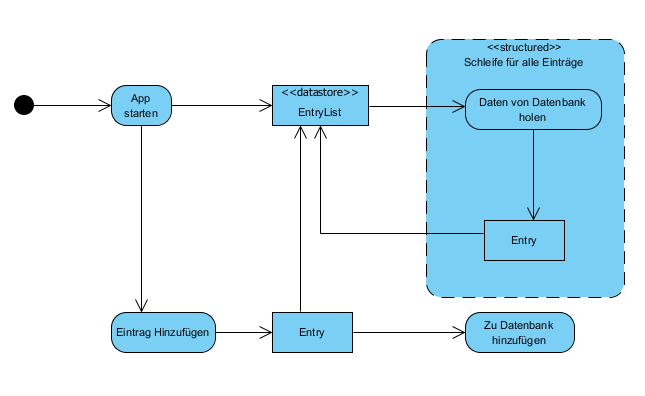 <<structured>>
Schleife für alle Einträge
App
starten
<<datastore>>
EntryList
Daten von Datenbank
holen
Entry
Eintrag Hinzufügen
Entry
Zu Datenbank
hinzufügen